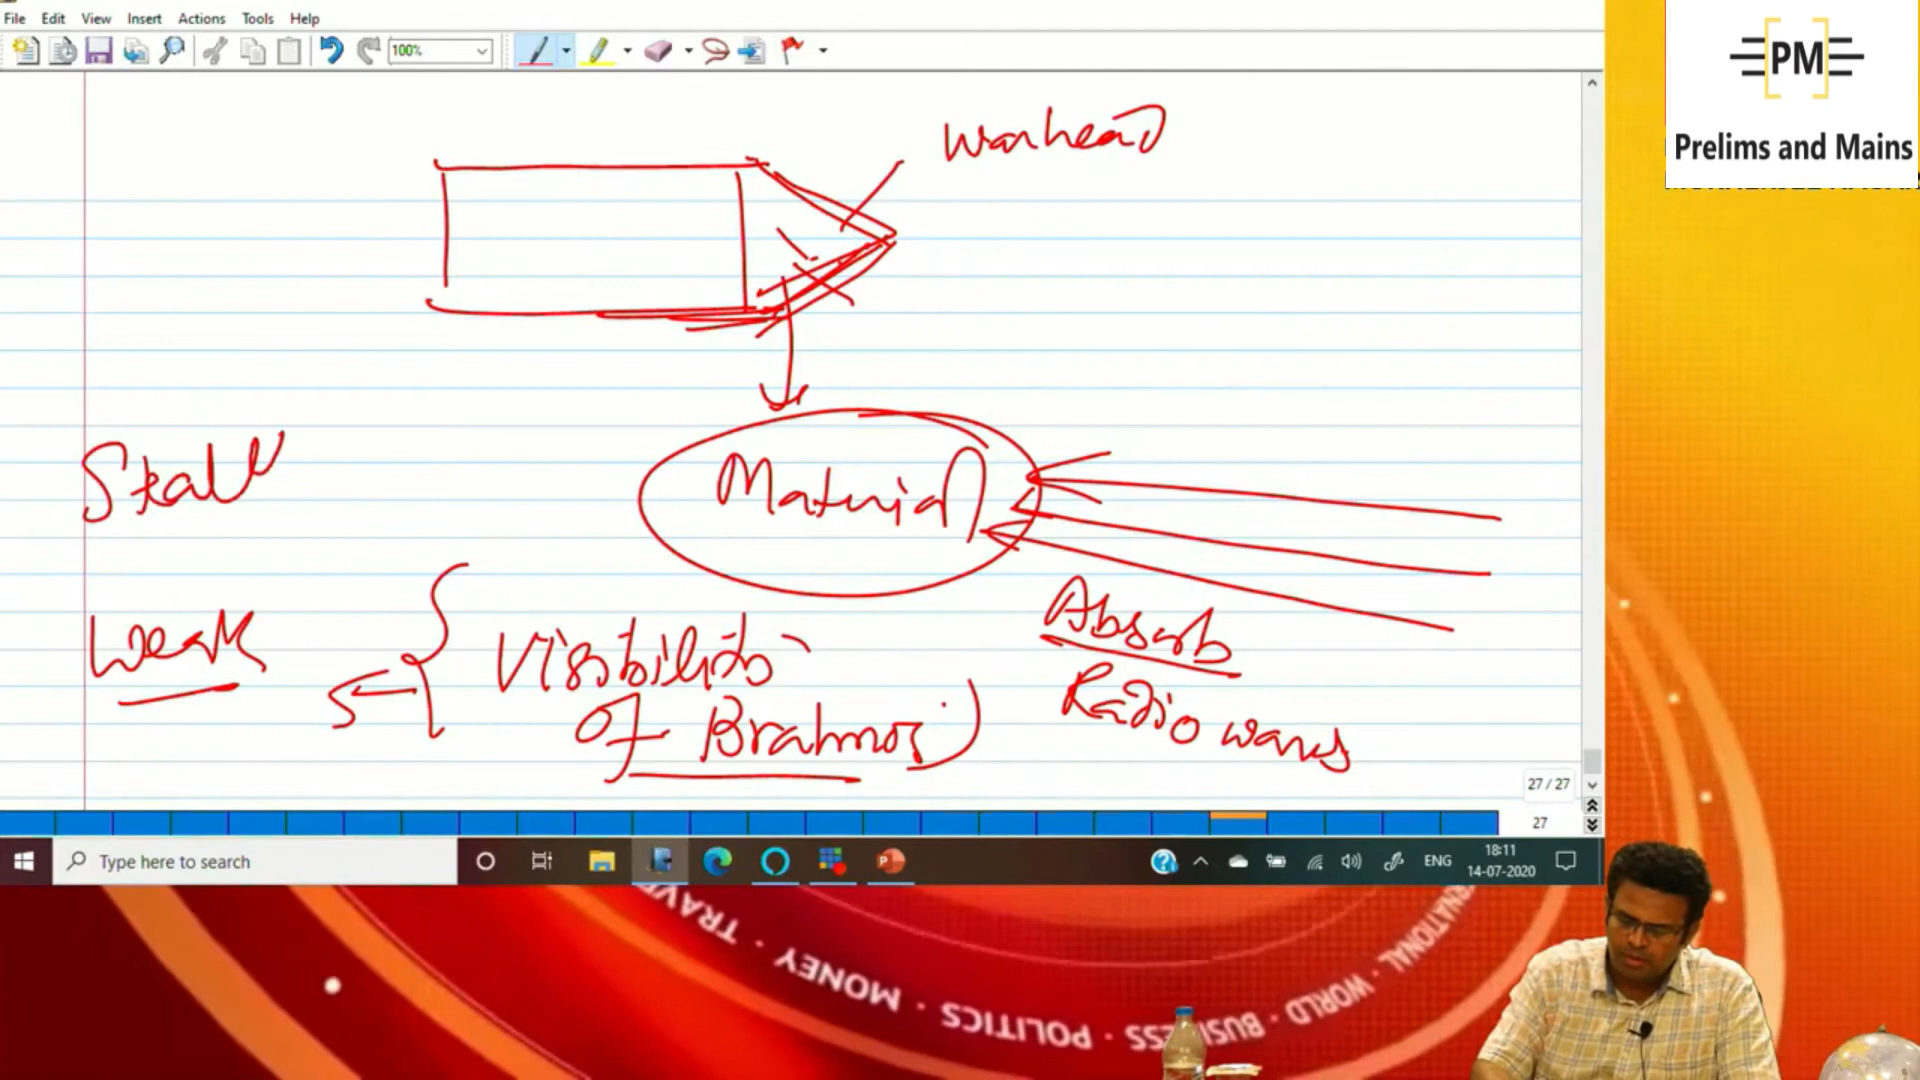 File Edit View Insert Actions Tools Help
100%
PM
Prelims and Mains
Warhead
Material
Weak
Visibility
of Brahmos
Absorb
Radio waves
27 / 27
27
Type here to search
ENG
18:11
14-07-2020
TRAVE · MONEY · POLITICS · BUSINESS · WORLD · INTERNATIONAL